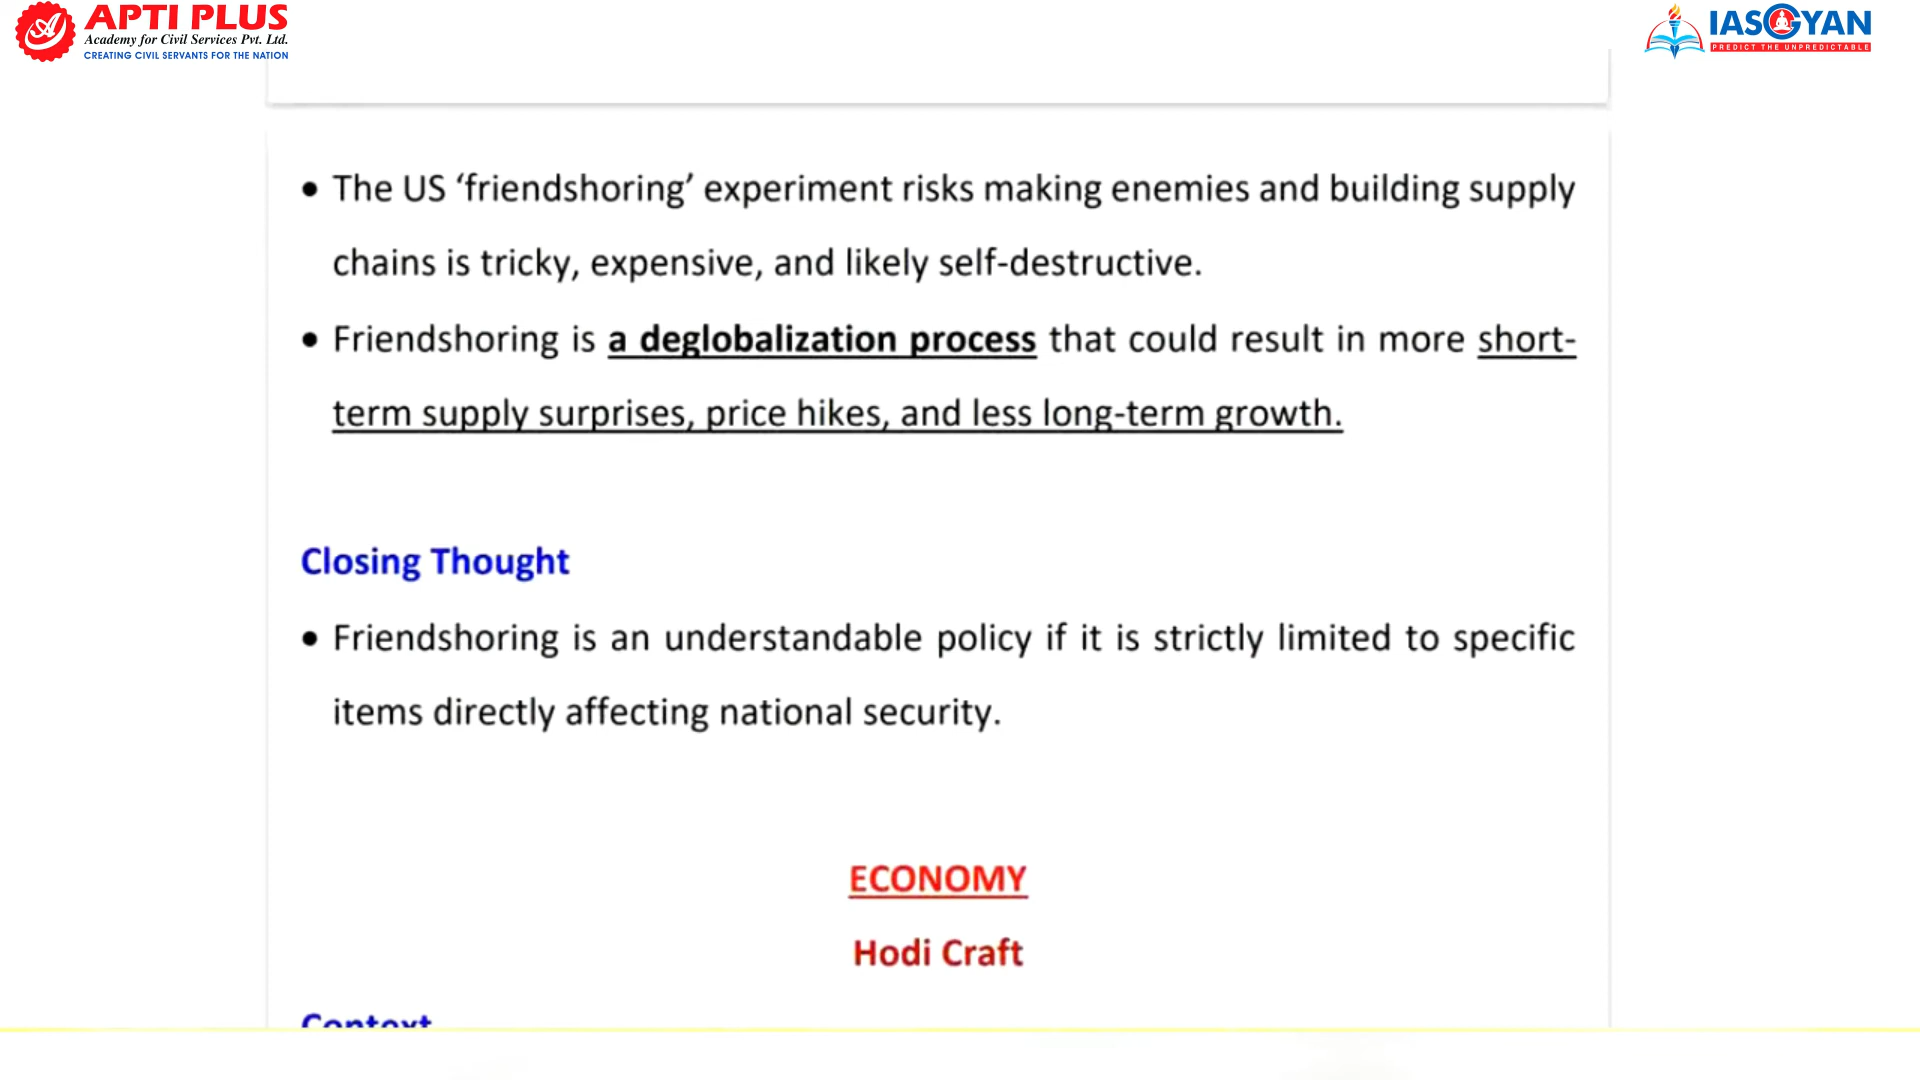 APTI PLUS
Academy for Civil Services Pvt. Ltd.
CREATING CIVIL SERVANTS FOR THE NATION
IASGYAN
PREDICT THE UNPREDICTABLE
• The US ‘friendshoring’ experiment risks making enemies and building supply
chains is tricky, expensive, and likely self-destructive.
• Friendshoring is a deglobalization process that could result in more short-
term supply surprises, price hikes, and less long-term growth.
Closing Thought
• Friendshoring is an understandable policy if it is strictly limited to specific
items directly affecting national security.
ECONOMY
Hodi Craft
Context